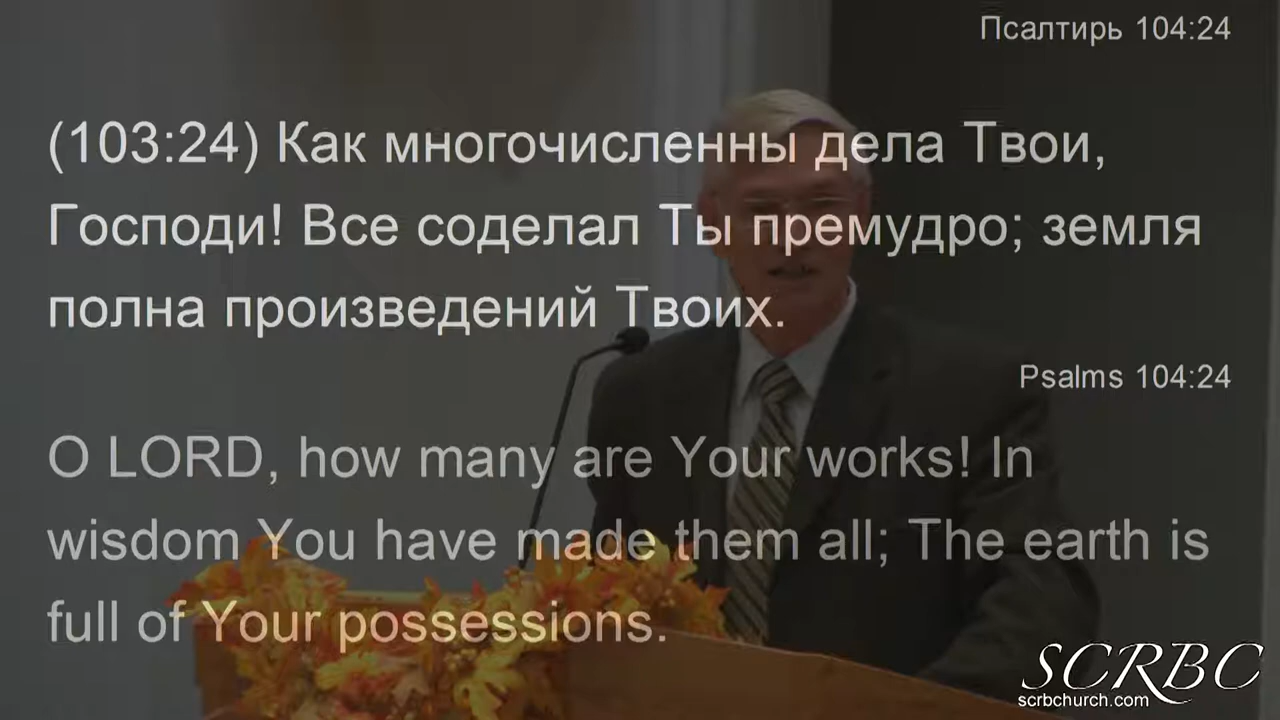 Псалтирь 104:24
(103:24) Как многочисленны дела Твои,
Господи! Все соделал Ты премудро; земля
полна произведений Твоих.
Psalms 104:24
O LORD, how many are Your works! In
wisdom You have made them all; The earth is
full of Your possessions.
SCRBC
scrbchurch.com